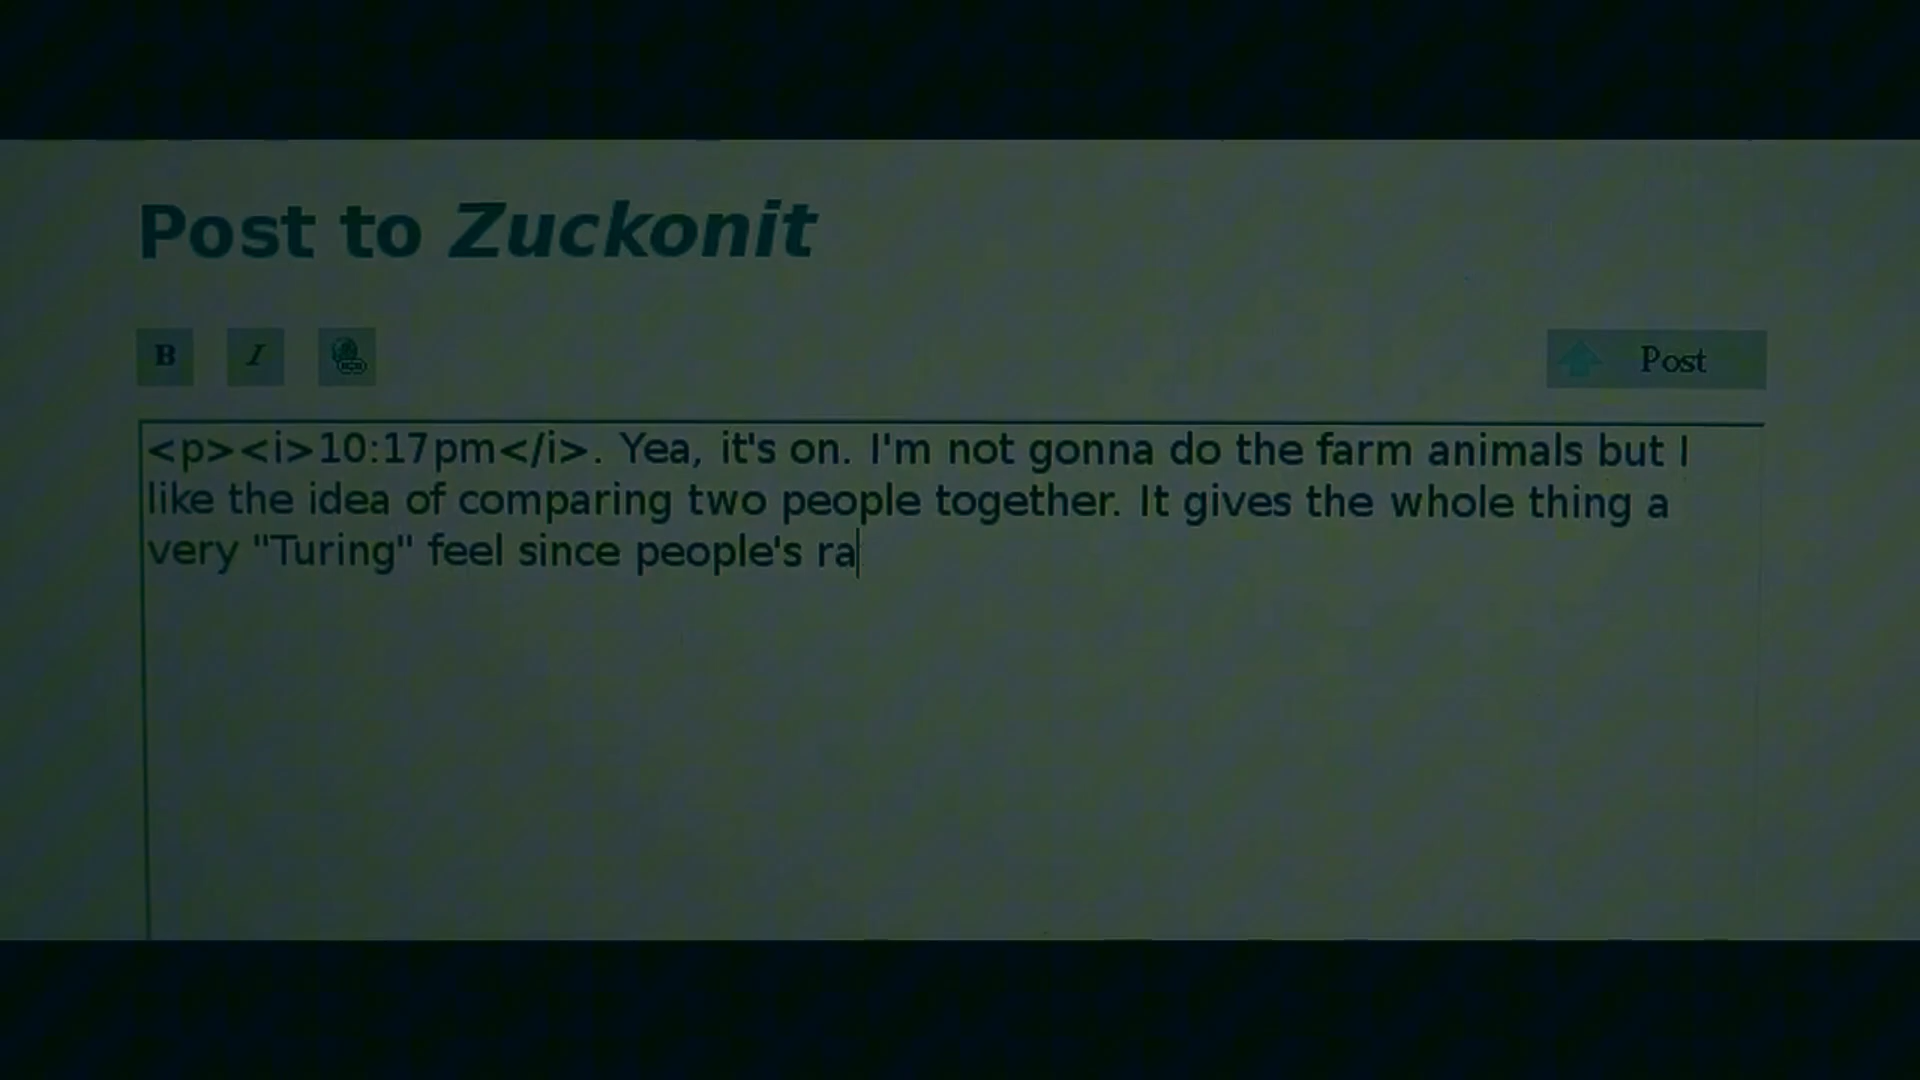 Post to Zuckonit
B I
Post
<p><i>10:17pm</i>. Yea, it's on. I'm not gonna do the farm animals but I
like the idea of comparing two people together. It gives the whole thing a
very "Turing" feel since people's ra